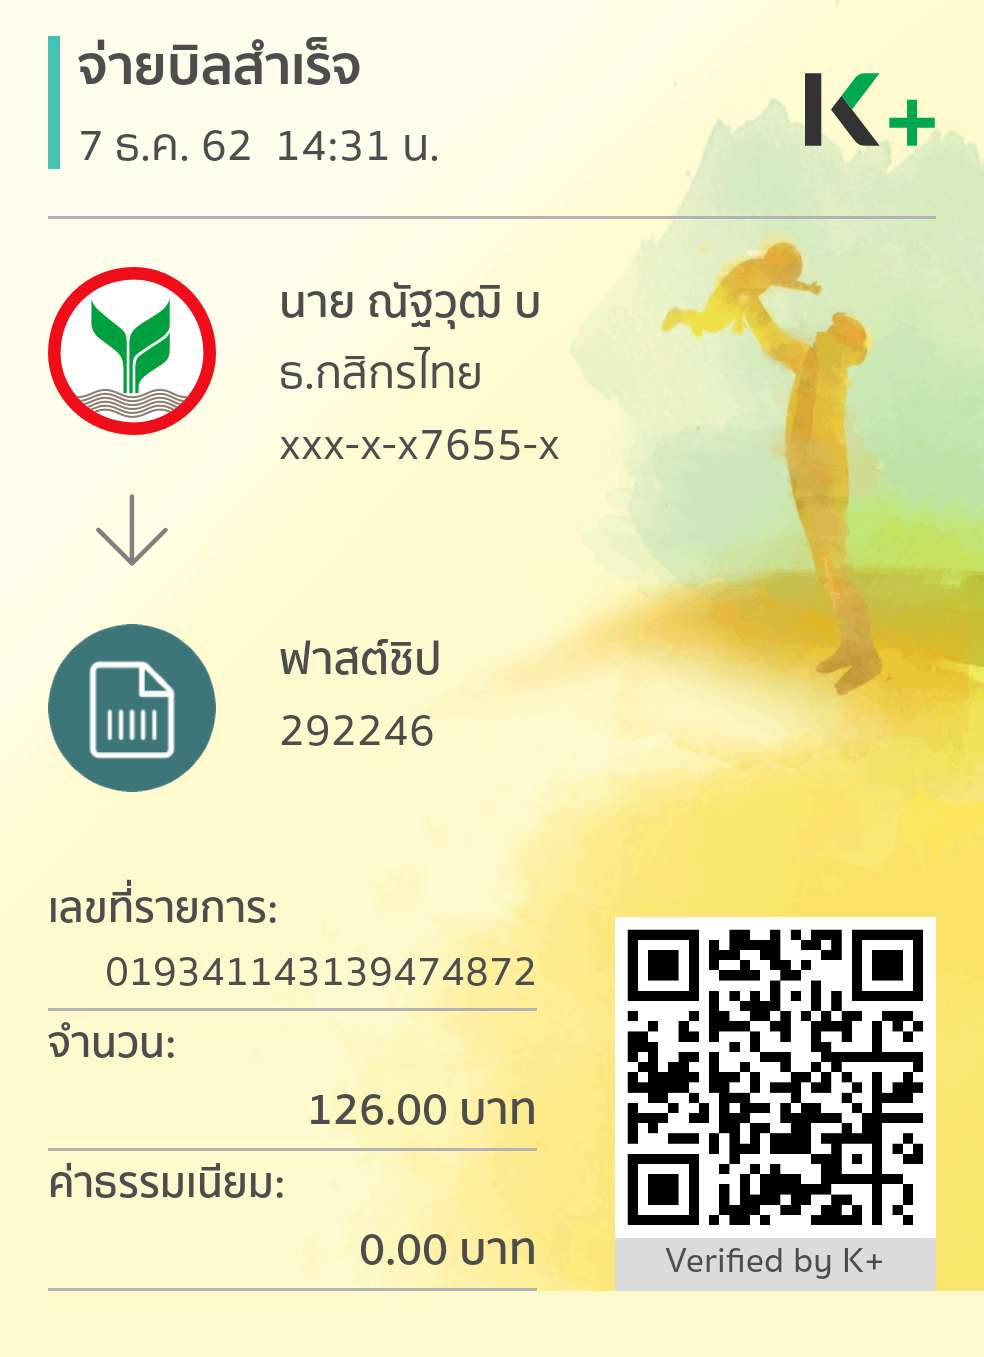 จ่ายบิลสำเร็จ
7 ธ.ค. 62 14:31 น.
K+
นาย ณัฐวุฒิ บ
ธ.กสิกรไทย
xxx-x-x7655-x
ฟาสต์ชิป
292246
เลขที่รายการ:
019341143139474872
จำนวน:
126.00 บาท
ค่าธรรมเนียม:
0.00 บาท
Verified by K+